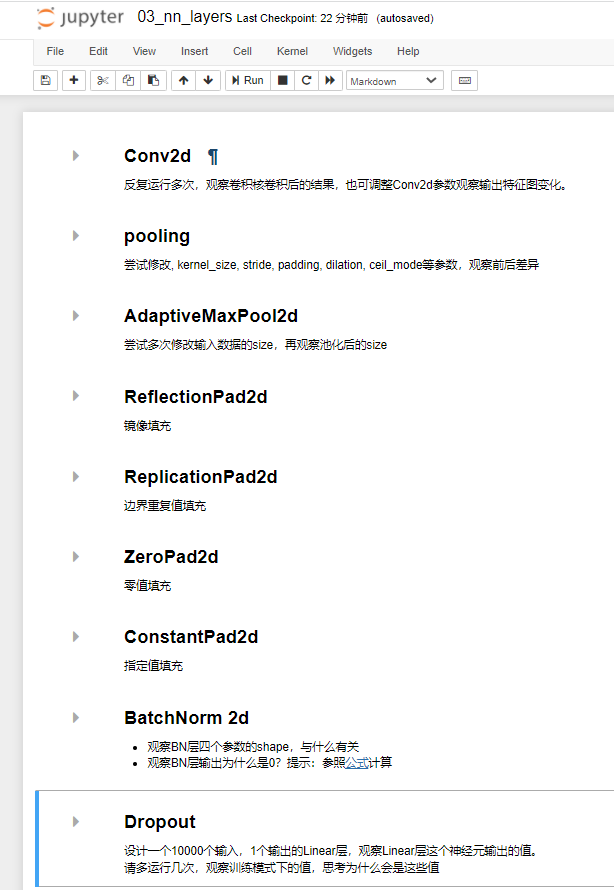 jupyter 03_nn_layers Last Checkpoint: 22 分钟前 (autosaved)
File Edit View Insert Cell Kernel Widgets Help
Run Markdown
Conv2d ¶
反复运行多次，观察卷积核卷积后的结果，也可调整Conv2d参数观察输出特征图变化。
pooling
尝试修改, kernel_size, stride, padding, dilation, ceil_mode等参数，观察前后差异
AdaptiveMaxPool2d
尝试多次修改输入数据的size，再观察池化后的size
ReflectionPad2d
镜像填充
ReplicationPad2d
边界重复值填充
ZeroPad2d
零值填充
ConstantPad2d
指定值填充
BatchNorm 2d
• 观察BN层四个参数的shape，与什么有关
• 观察BN层输出为什么是0？提示：参照公式计算
Dropout
设计一个10000个输入，1个输出的Linear层，观察Linear层这个神经元输出的值。
请多运行几次，观察训练模式下的值，思考为什么会是这些值